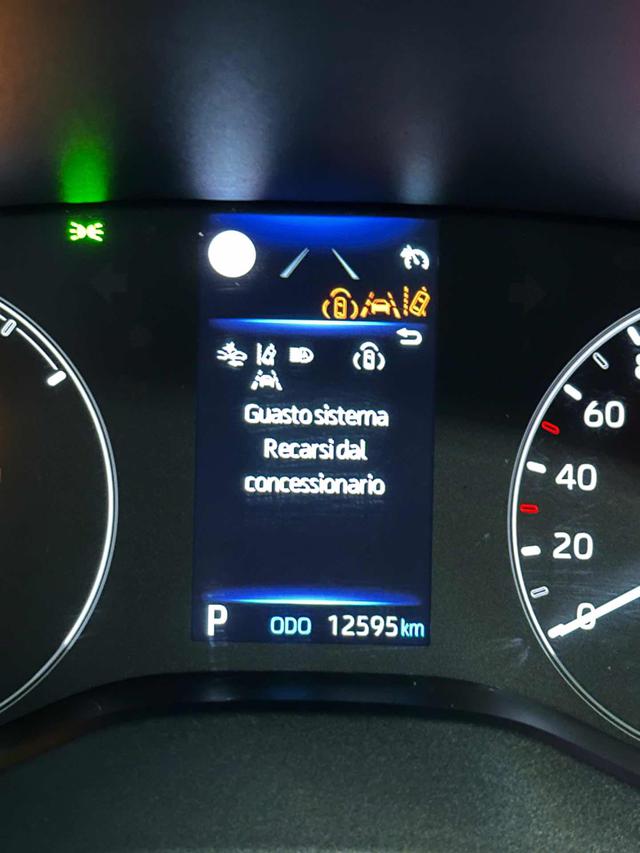 Guasto sistema
Recarsi dal
concessionario
60
40
20
0
P ODO 12595 km